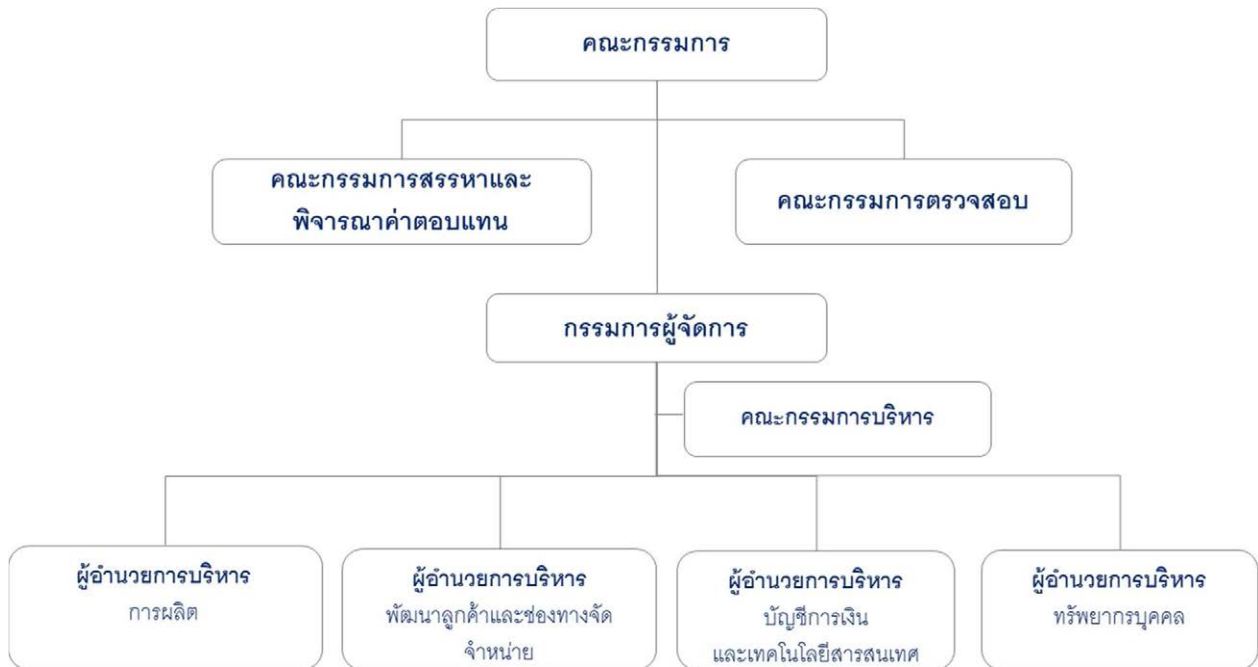 คณะกรรมการ
คณะกรรมการสรรหาและ
พิจารณาค่าตอบแทน
คณะกรรมการตรวจสอบ
กรรมการผู้จัดการ
คณะกรรมการบริหาร
ผู้อำนวยการบริหาร
การผลิต
ผู้อำนวยการบริหาร
พัฒนาลูกค้าและช่องทางจัด
จำหน่าย
ผู้อำนวยการบริหาร
บัญชีการเงิน
และเทคโนโลยีสารสนเทศ
ผู้อำนวยการบริหาร
ทรัพยากรบุคคล